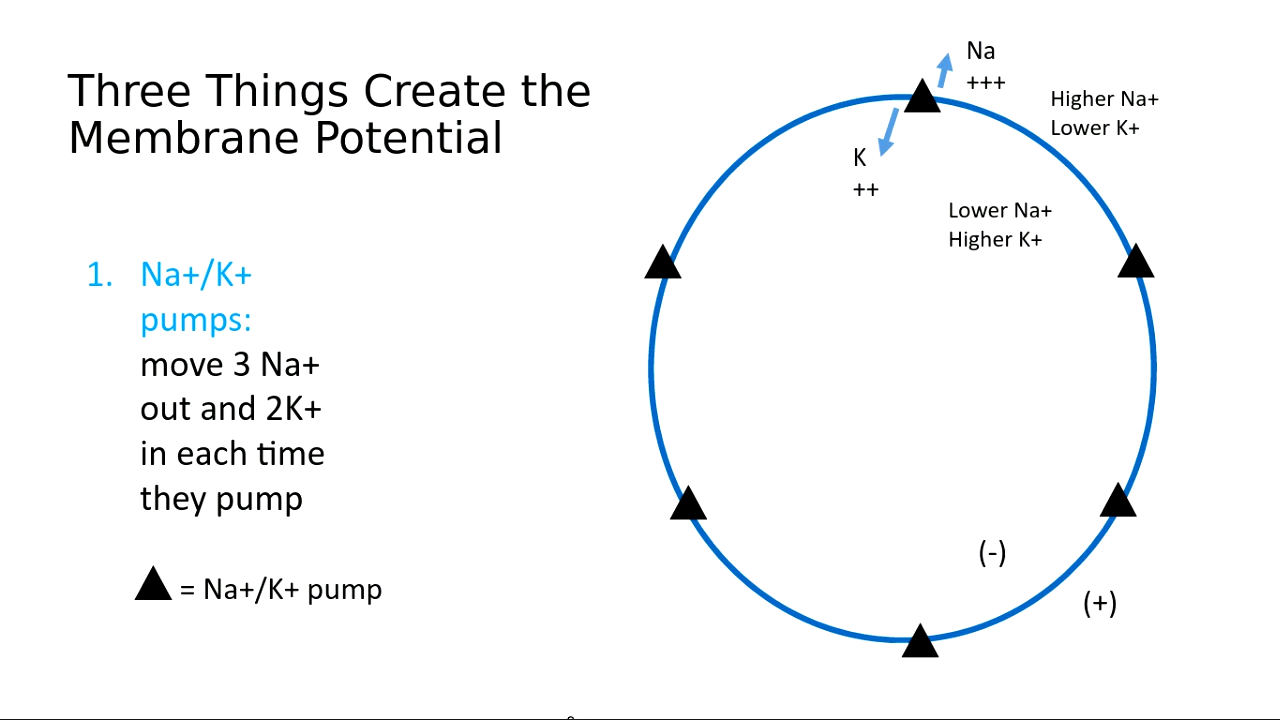 Three Things Create the
Membrane Potential
1. Na+/K+
pumps:
move 3 Na+
out and 2K+
in each time
they pump
= Na+/K+ pump
Na
+++
Higher Na+
Lower K+
K
++
Lower Na+
Higher K+
(-)
(+)